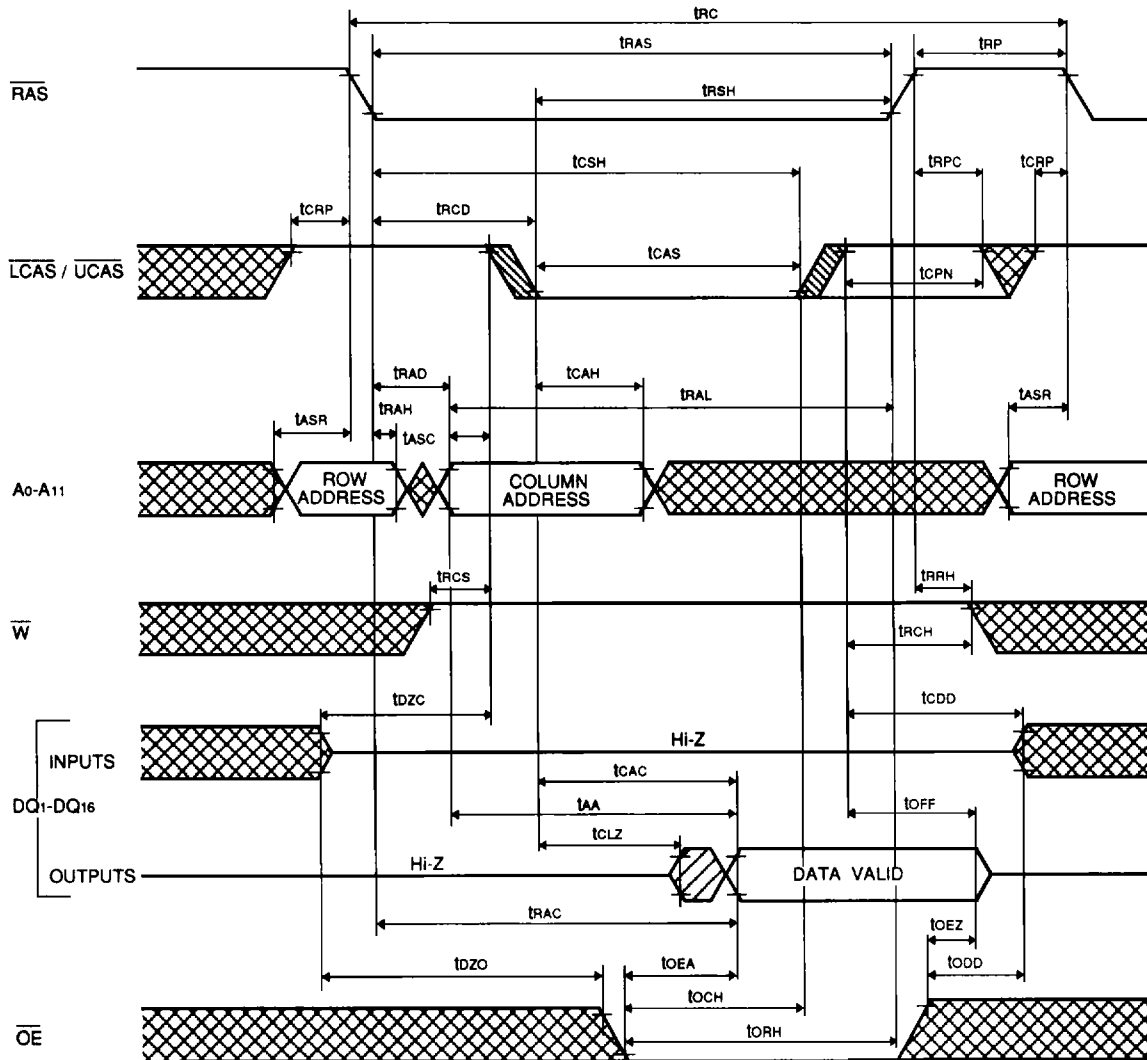 tRC
tRAS tRP
RAS
tRSH
tCSH tRPC tCRP
tCRP tRCD
LCAS / UCAS tCAS tCPN
tRAD tCAH
tASR tRAH tASC tRAL tASR
A0-A11 ROW ADDRESS COLUMN ADDRESS ROW ADDRESS
tRCS tRRH
W tRCH
tDZC tCDD
INPUTS Hi-Z
DQ1-DQ16 tCAC
tAA tOFF
tCLZ
OUTPUTS Hi-Z DATA VALID
tRAC tOEZ
tDZO tOEA tODD
tOCH
OE tORH